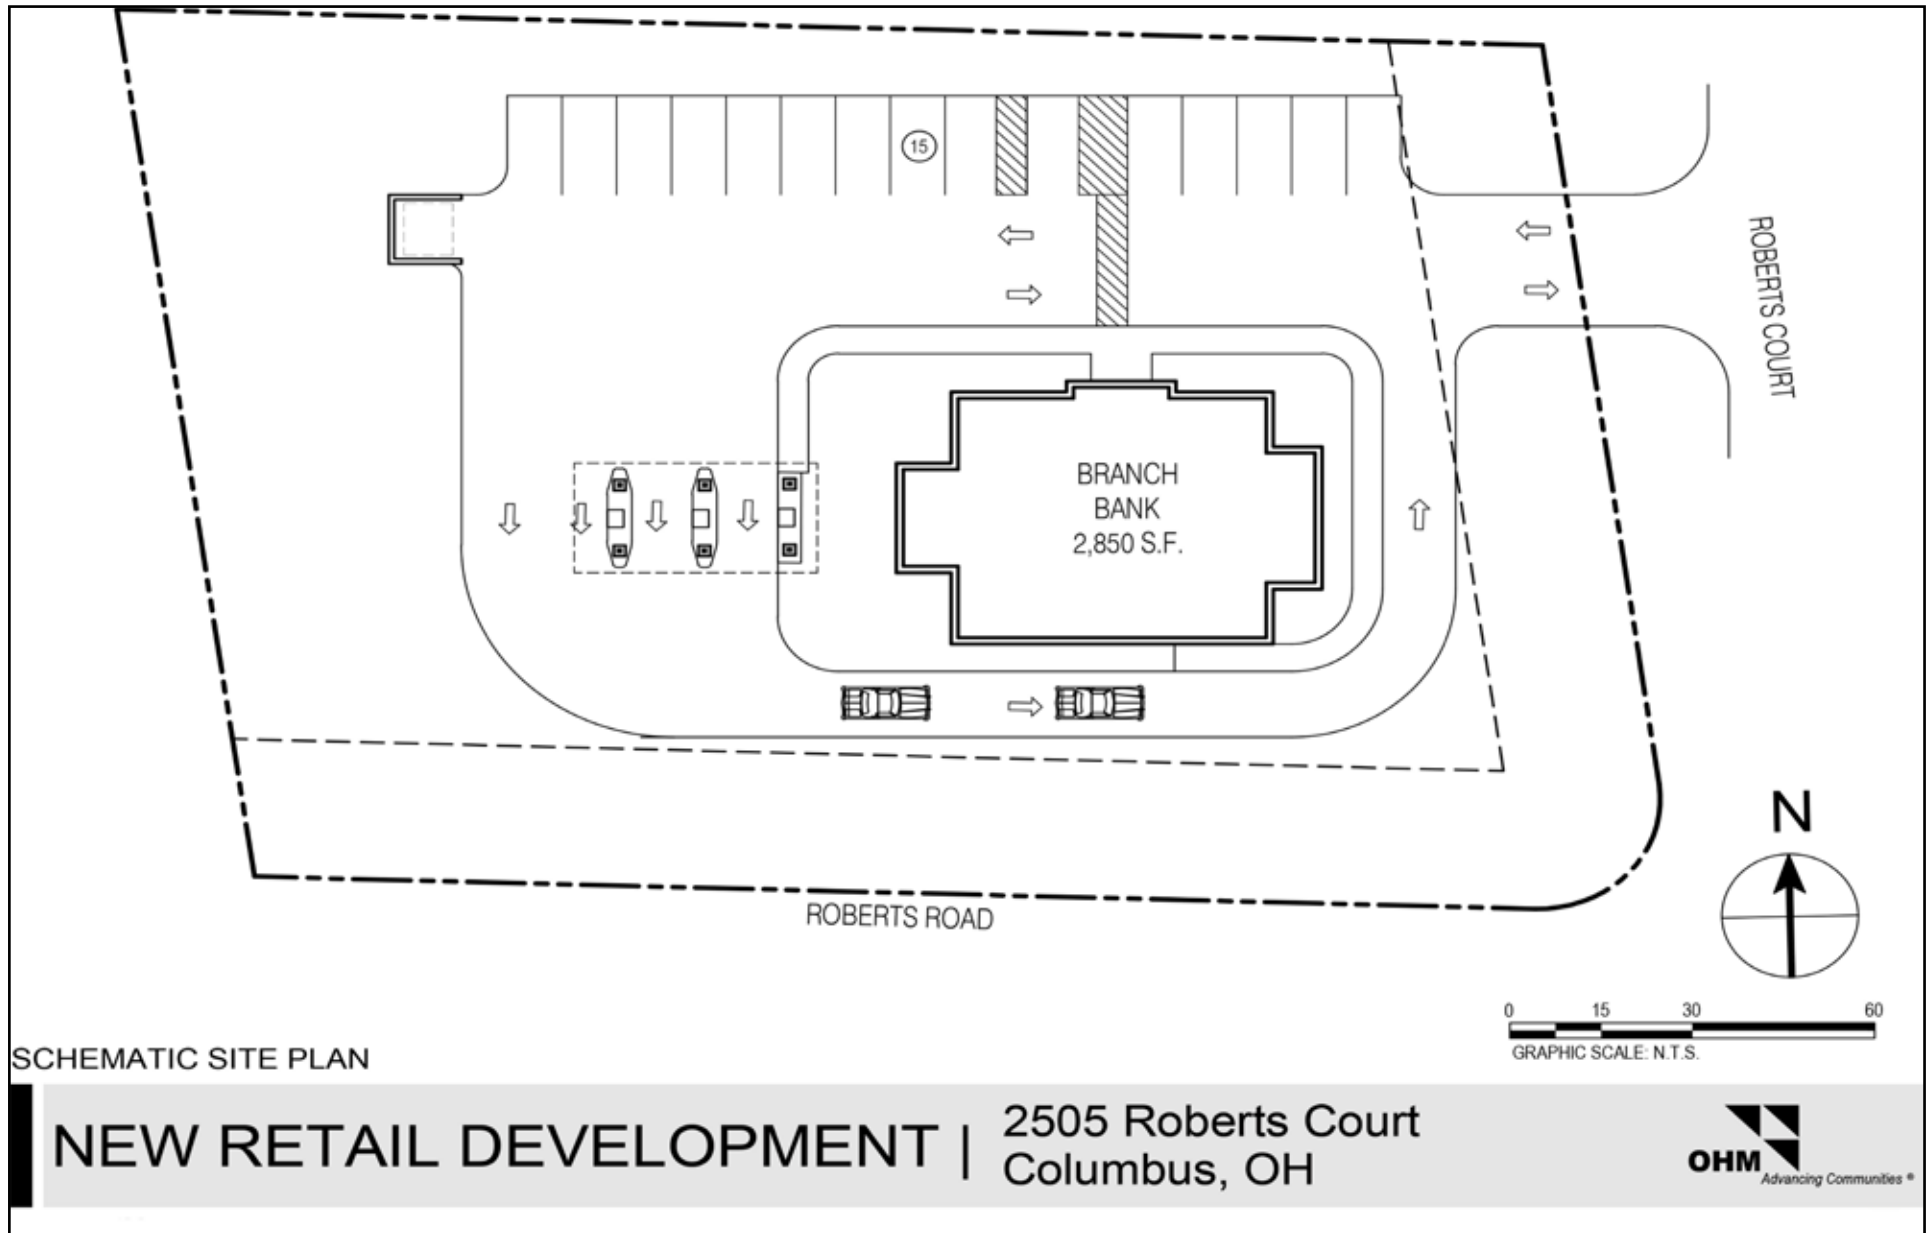 15
ROBERTS COURT
BRANCH
BANK
2,850 S.F.
N
ROBERTS ROAD
0 15 30 60
GRAPHIC SCALE: N.T.S.
SCHEMATIC SITE PLAN
NEW RETAIL DEVELOPMENT |
2505 Roberts Court
Columbus, OH
OHM
Advancing Communities ®